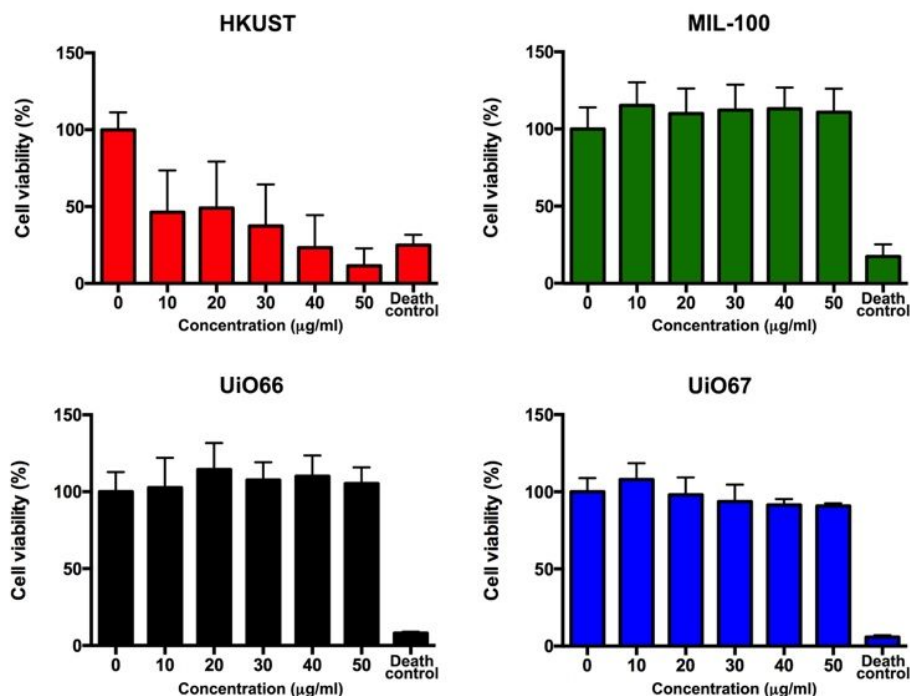 HKUST
150
100
50
0
Cell viability (%)
0 10 20 30 40 50 Death control
Concentration (µg/ml)
MIL-100
150
100
50
0
Cell viability (%)
0 10 20 30 40 50 Death control
Concentration (µg/ml)
UiO66
150
100
50
0
Cell viability (%)
0 10 20 30 40 50 Death control
Concentration (µg/ml)
UiO67
150
100
50
0
Cell viability (%)
0 10 20 30 40 50 Death control
Concentration (µg/ml)